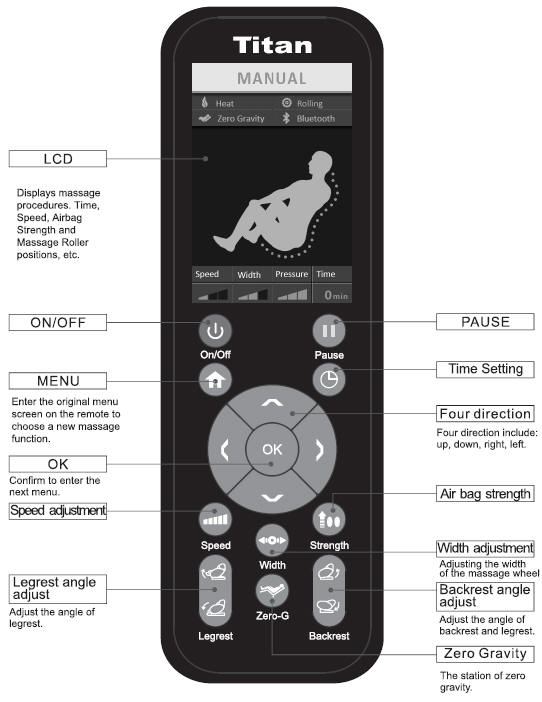 Titan
MANUAL
Heat
Rolling
Zero Gravity
Bluetooth
Speed
Width
Pressure
Time
0 min
On/Off
Pause
OK
Speed
Strength
Width
Zero-G
Legrest
Backrest
LCD
Displays massage
procedures. Time,
Speed, Airbag
Strength and
Massage Roller
positions, etc.
ON/OFF
MENU
Enter the original menu
screen on the remote to
choose a new massage
function.
OK
Confirm to enter the
next menu.
Speed adjustment
Legrest angle
adjust
Adjust the angle of
legrest.
PAUSE
Time Setting
Four direction
Four direction include:
up, down, right, left.
Air bag strength
Width adjustment
Adjusting the width
of the massage wheel
Backrest angle
adjust
Adjust the angle of
backrest and legrest.
Zero Gravity
The station of zero
gravity.